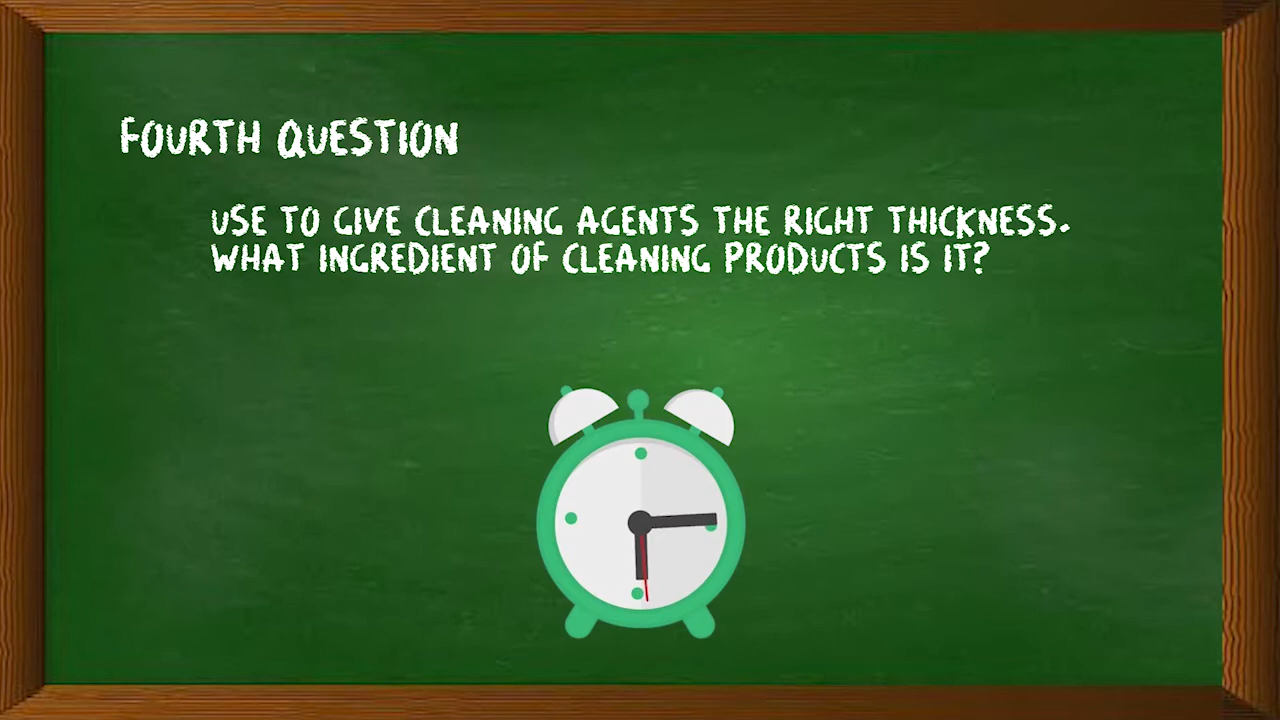 FOURTH QUESTION
USE TO GIVE CLEANING AGENTS THE RIGHT THICKNESS.
WHAT INGREDIENT OF CLEANING PRODUCTS IS IT?